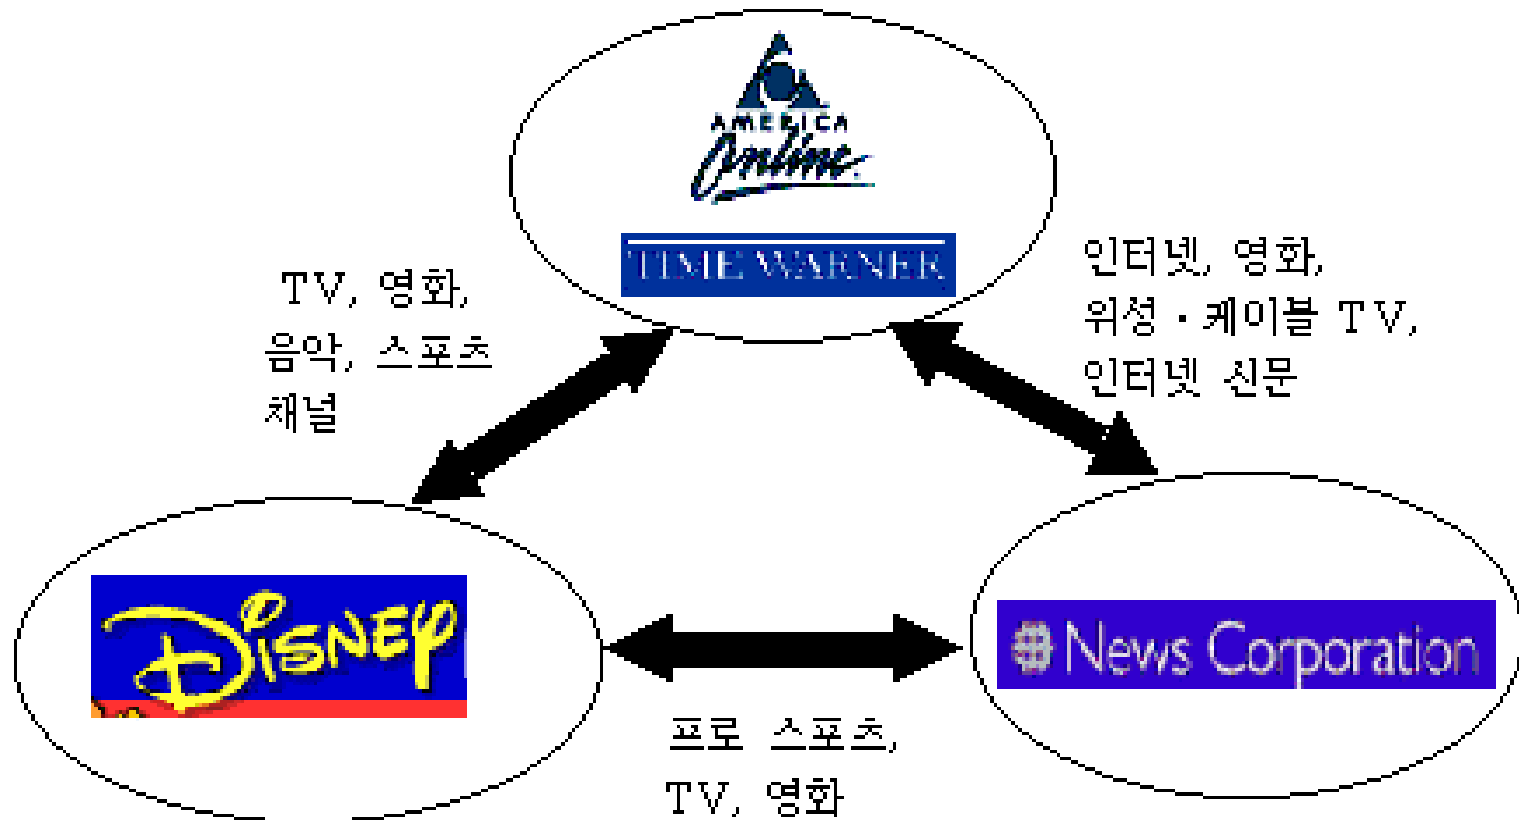 AMERICA
Online.
TIME WARNER
TV, 영화,
음악, 스포츠
채널
인터넷, 영화,
위성・케이블 TV,
인터넷 신문
DISNEY
News Corporation
프로 스포츠,
TV, 영화